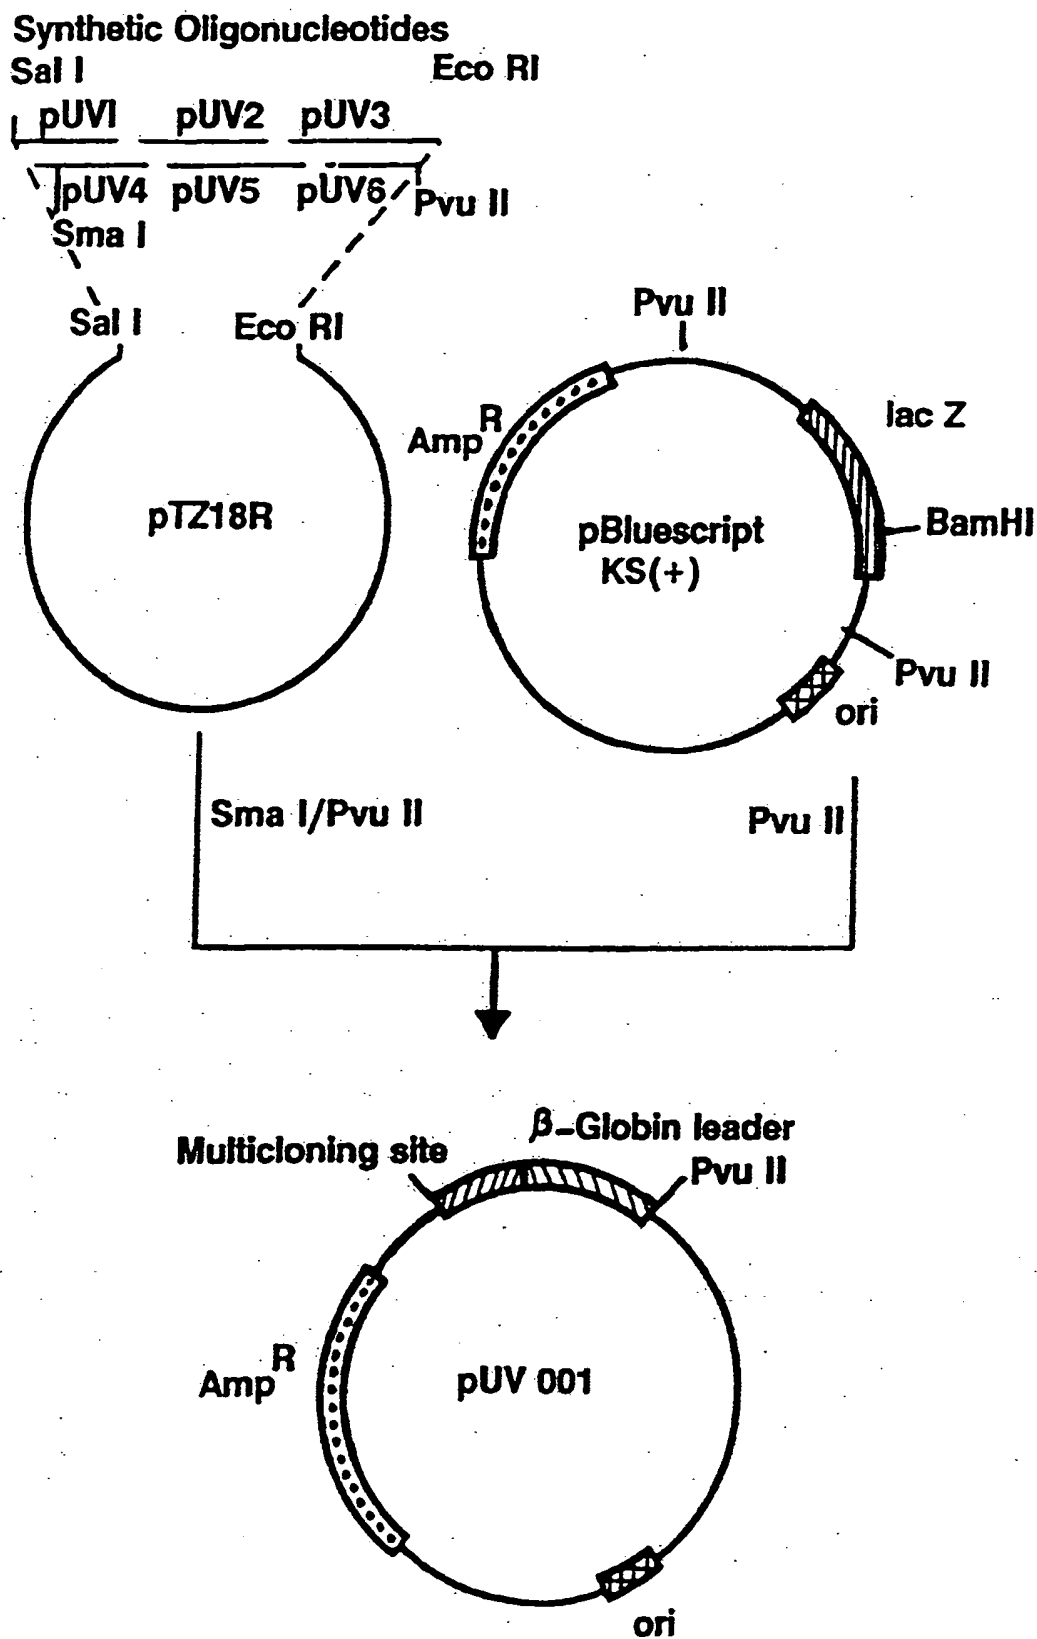 Synthetic Oligonucleotides
Sal I
Eco RI
pUVI
pUV2
pUV3
pUV4
pUV5
pUV6
Pvu II
Sma I
Sal I
Eco RI
Pvu II
Amp R
lac Z
pTZ18R
pBluescript
KS(+)
BamHI
Pvu II
ori
Sma I/Pvu II
Pvu II
β-Globin leader
Multicloning site
Pvu II
Amp R
pUV 001
ori